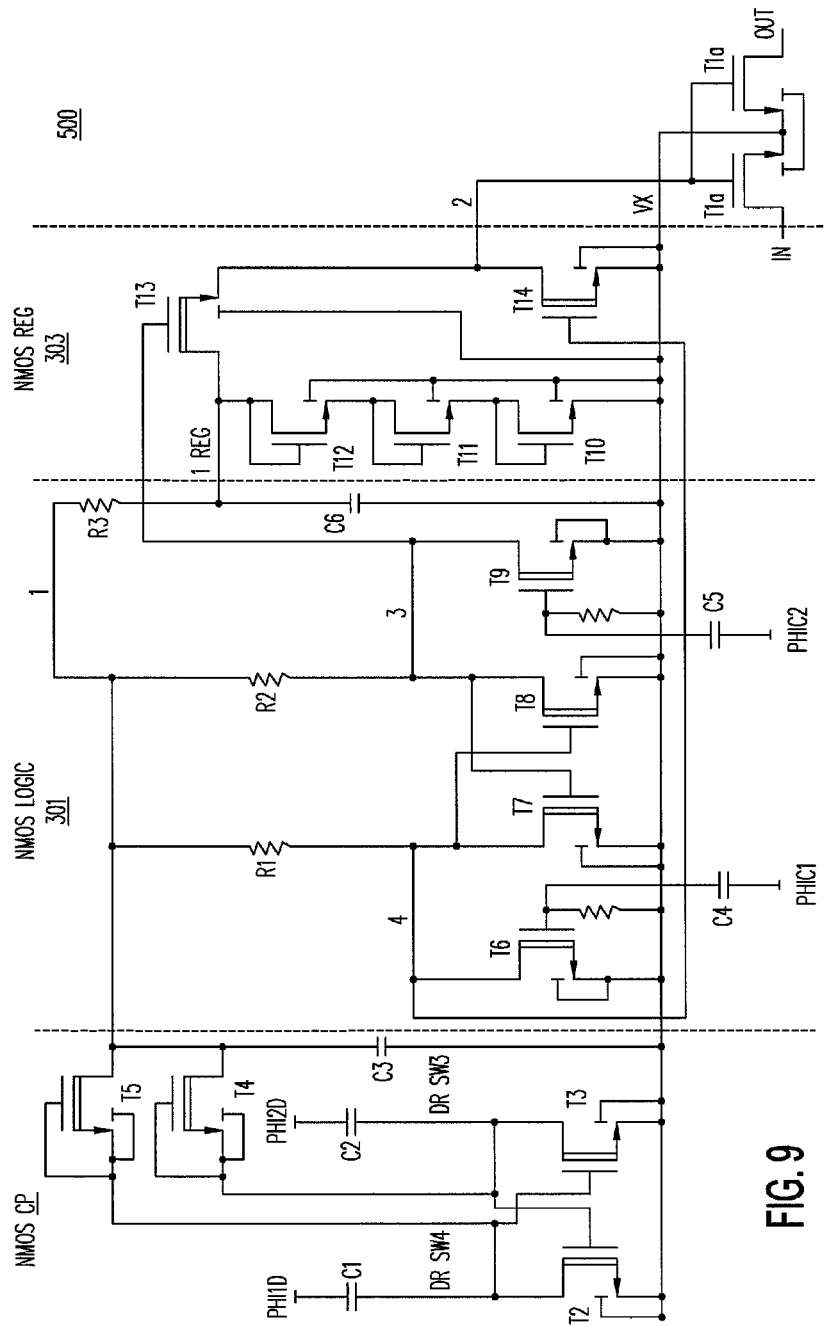 NMOS CP
PHI1D
C1
DR SW4
T2
T5
T4
PHI2D
C2
DR SW3
T3
C3
NMOS LOGIC
301
1
R1
R2
R3
4
3
T6
T7
T8
T9
C4
PHIC1
C5
PHIC2
C6
NMOS REG
303
1 REG
T12
T11
T10
T13
T14
500
2
VX
T1a
T1a
IN
OUT
FIG. 9